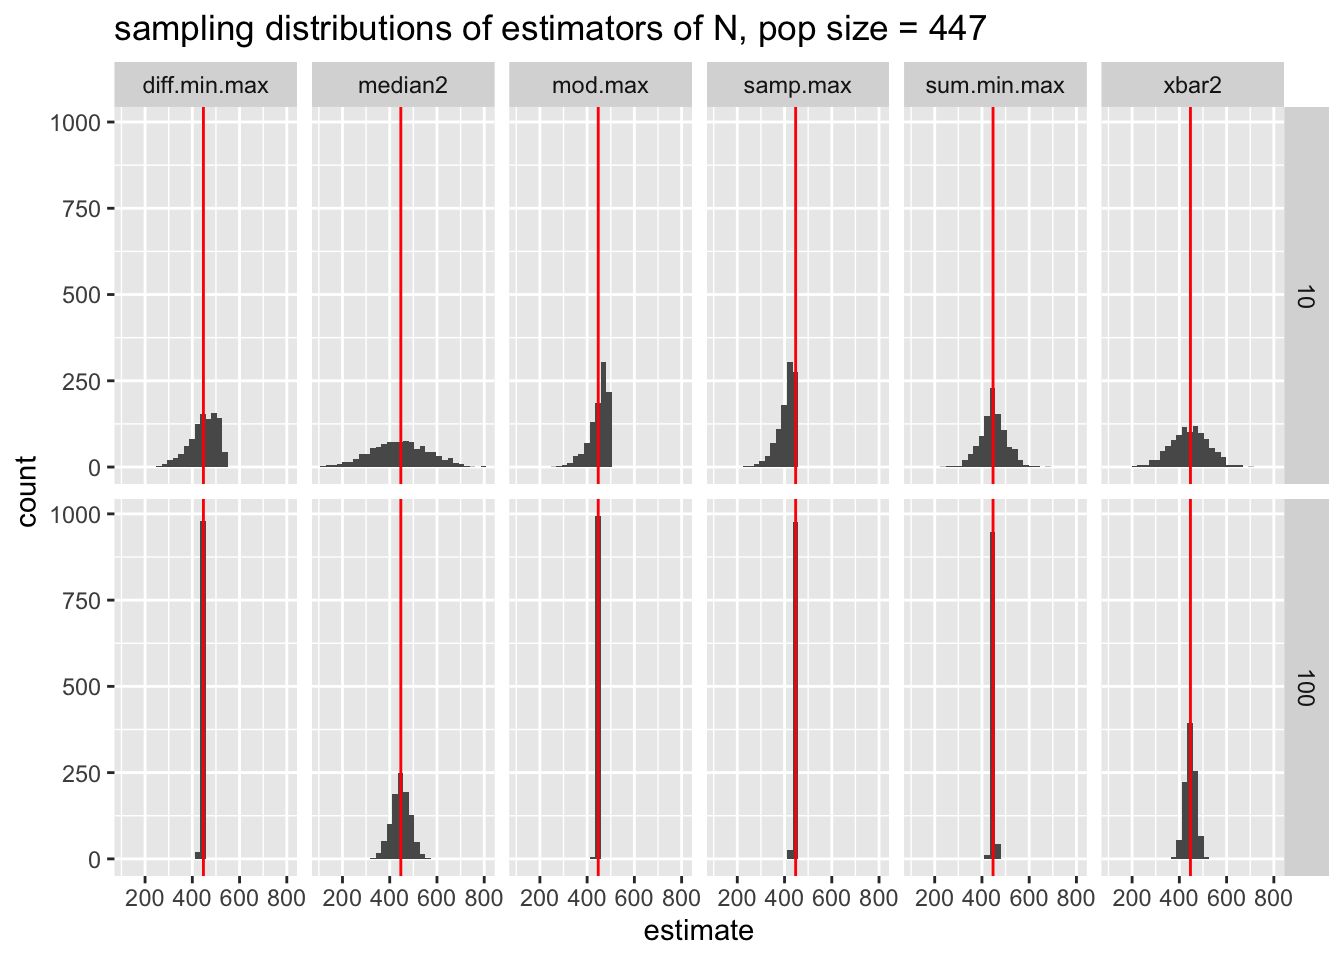 sampling distributions of estimators of N, pop size = 447
diff.min.max median2 mod.max samp.max sum.min.max xbar2
1000
750
500
250
0
10
count
1000
750
500
250
0
100
200 400 600 800 200 400 600 800 200 400 600 800 200 400 600 800 200 400 600 800 200 400 600 800
estimate